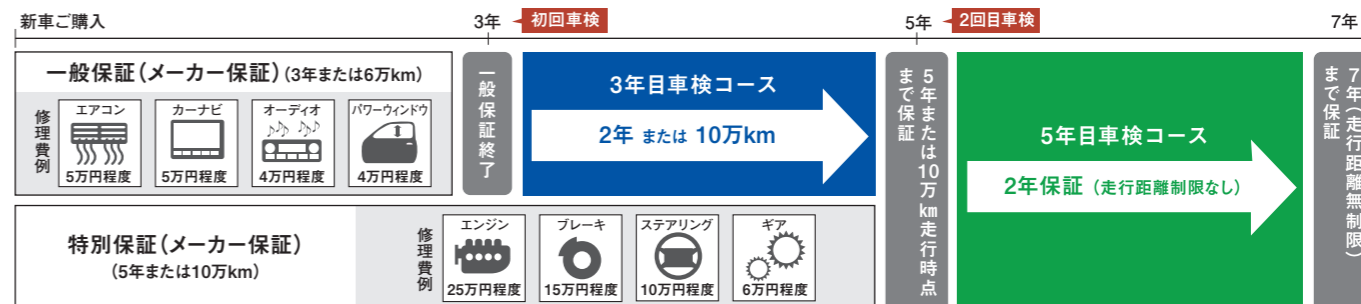 新車ご購入
3年
初回車検
5年
2回目車検
7年
一般保証(メーカー保証)(3年または6万km)
修理費例
エアコン
5万円程度
カーナビ
5万円程度
オーディオ
4万円程度
パワーウィンドウ
4万円程度
一般保証終了
3年目車検コース
2年 または 10万km
特別保証(メーカー保証)
(5年または10万km)
修理費例
エンジン
25万円程度
ブレーキ
15万円程度
ステアリング
10万円程度
ギア
6万円程度
5年または10万km走行時点
まで保証
5年目車検コース
2年保証(走行距離制限なし)
7年(走行距離無制限)
まで保証